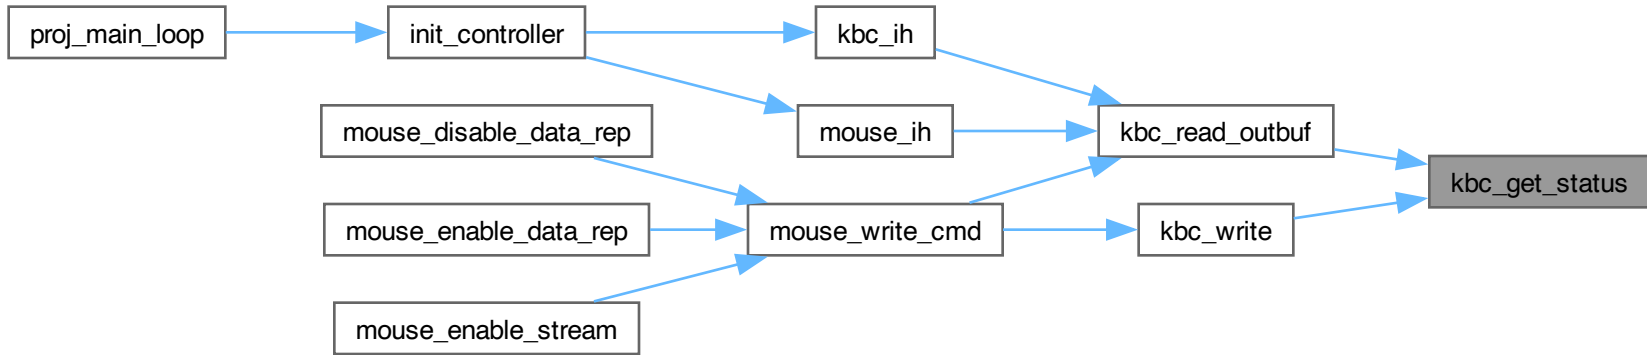 proj_main_loop
init_controller
kbc_ih
mouse_disable_data_rep
mouse_ih
kbc_read_outbuf
kbc_get_status
mouse_enable_data_rep
mouse_write_cmd
kbc_write
mouse_enable_stream